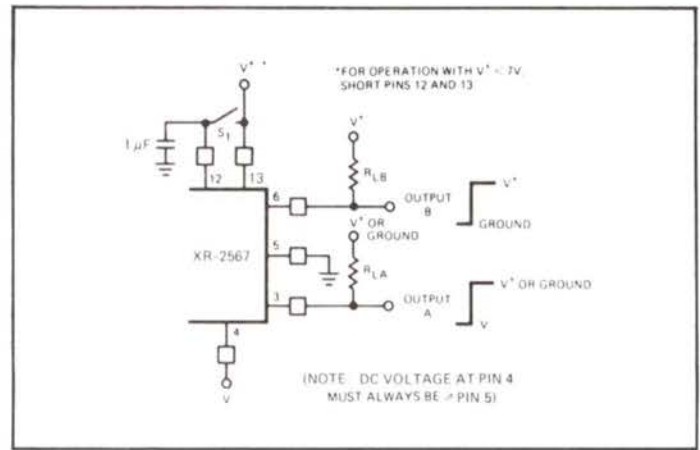 V⁺ *
*FOR OPERATION WITH V⁺ < 7V,
SHORT PINS 12 AND 13
S₁
1 µF
12
13
V⁺
R_LB
6
OUTPUT
B
V⁺
GROUND
V⁺ OR
GROUND
XR-2567
5
R_LA
3
OUTPUT
A
V⁺ OR GROUND
V
4
V
(NOTE: DC VOLTAGE AT PIN 4
MUST ALWAYS BE PIN 5)